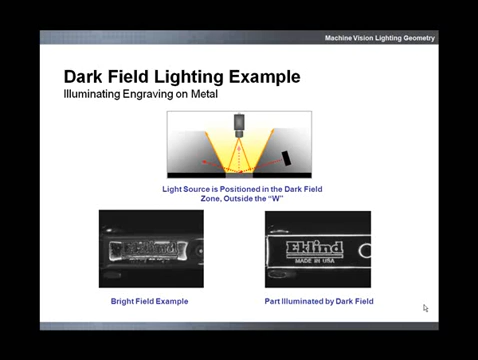 Machine Vision Lighting Geometry
Dark Field Lighting Example
Illuminating Engraving on Metal
Light Source is Positioned in the Dark Field
Zone, Outside the "W"
Eklind
Eklind
MADE IN USA
Bright Field Example
Part Illuminated by Dark Field